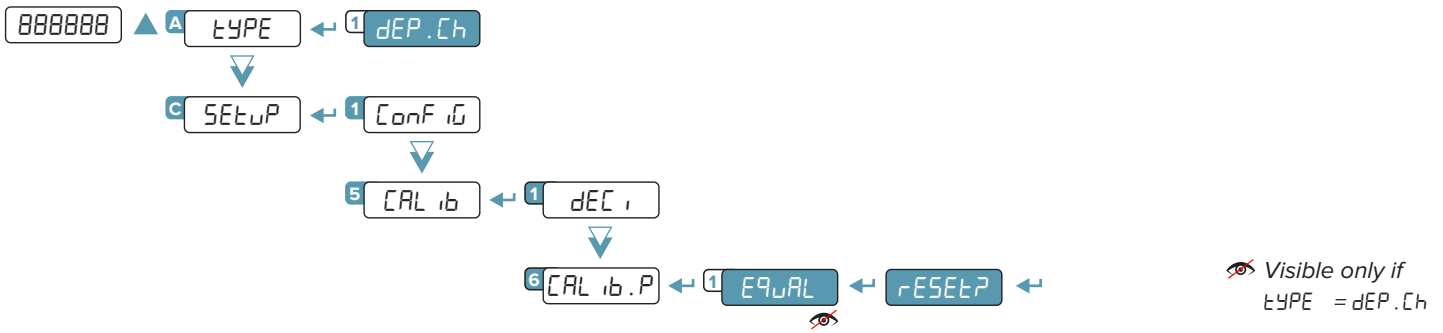 888888 A tYPE 1 dEP.Ch
C SEtuP 1 ConFiG
5 CALib 1 dECi
6 CALib.P 1 EquAL rESEt?
Visible only if
tYPE = dEP.Ch